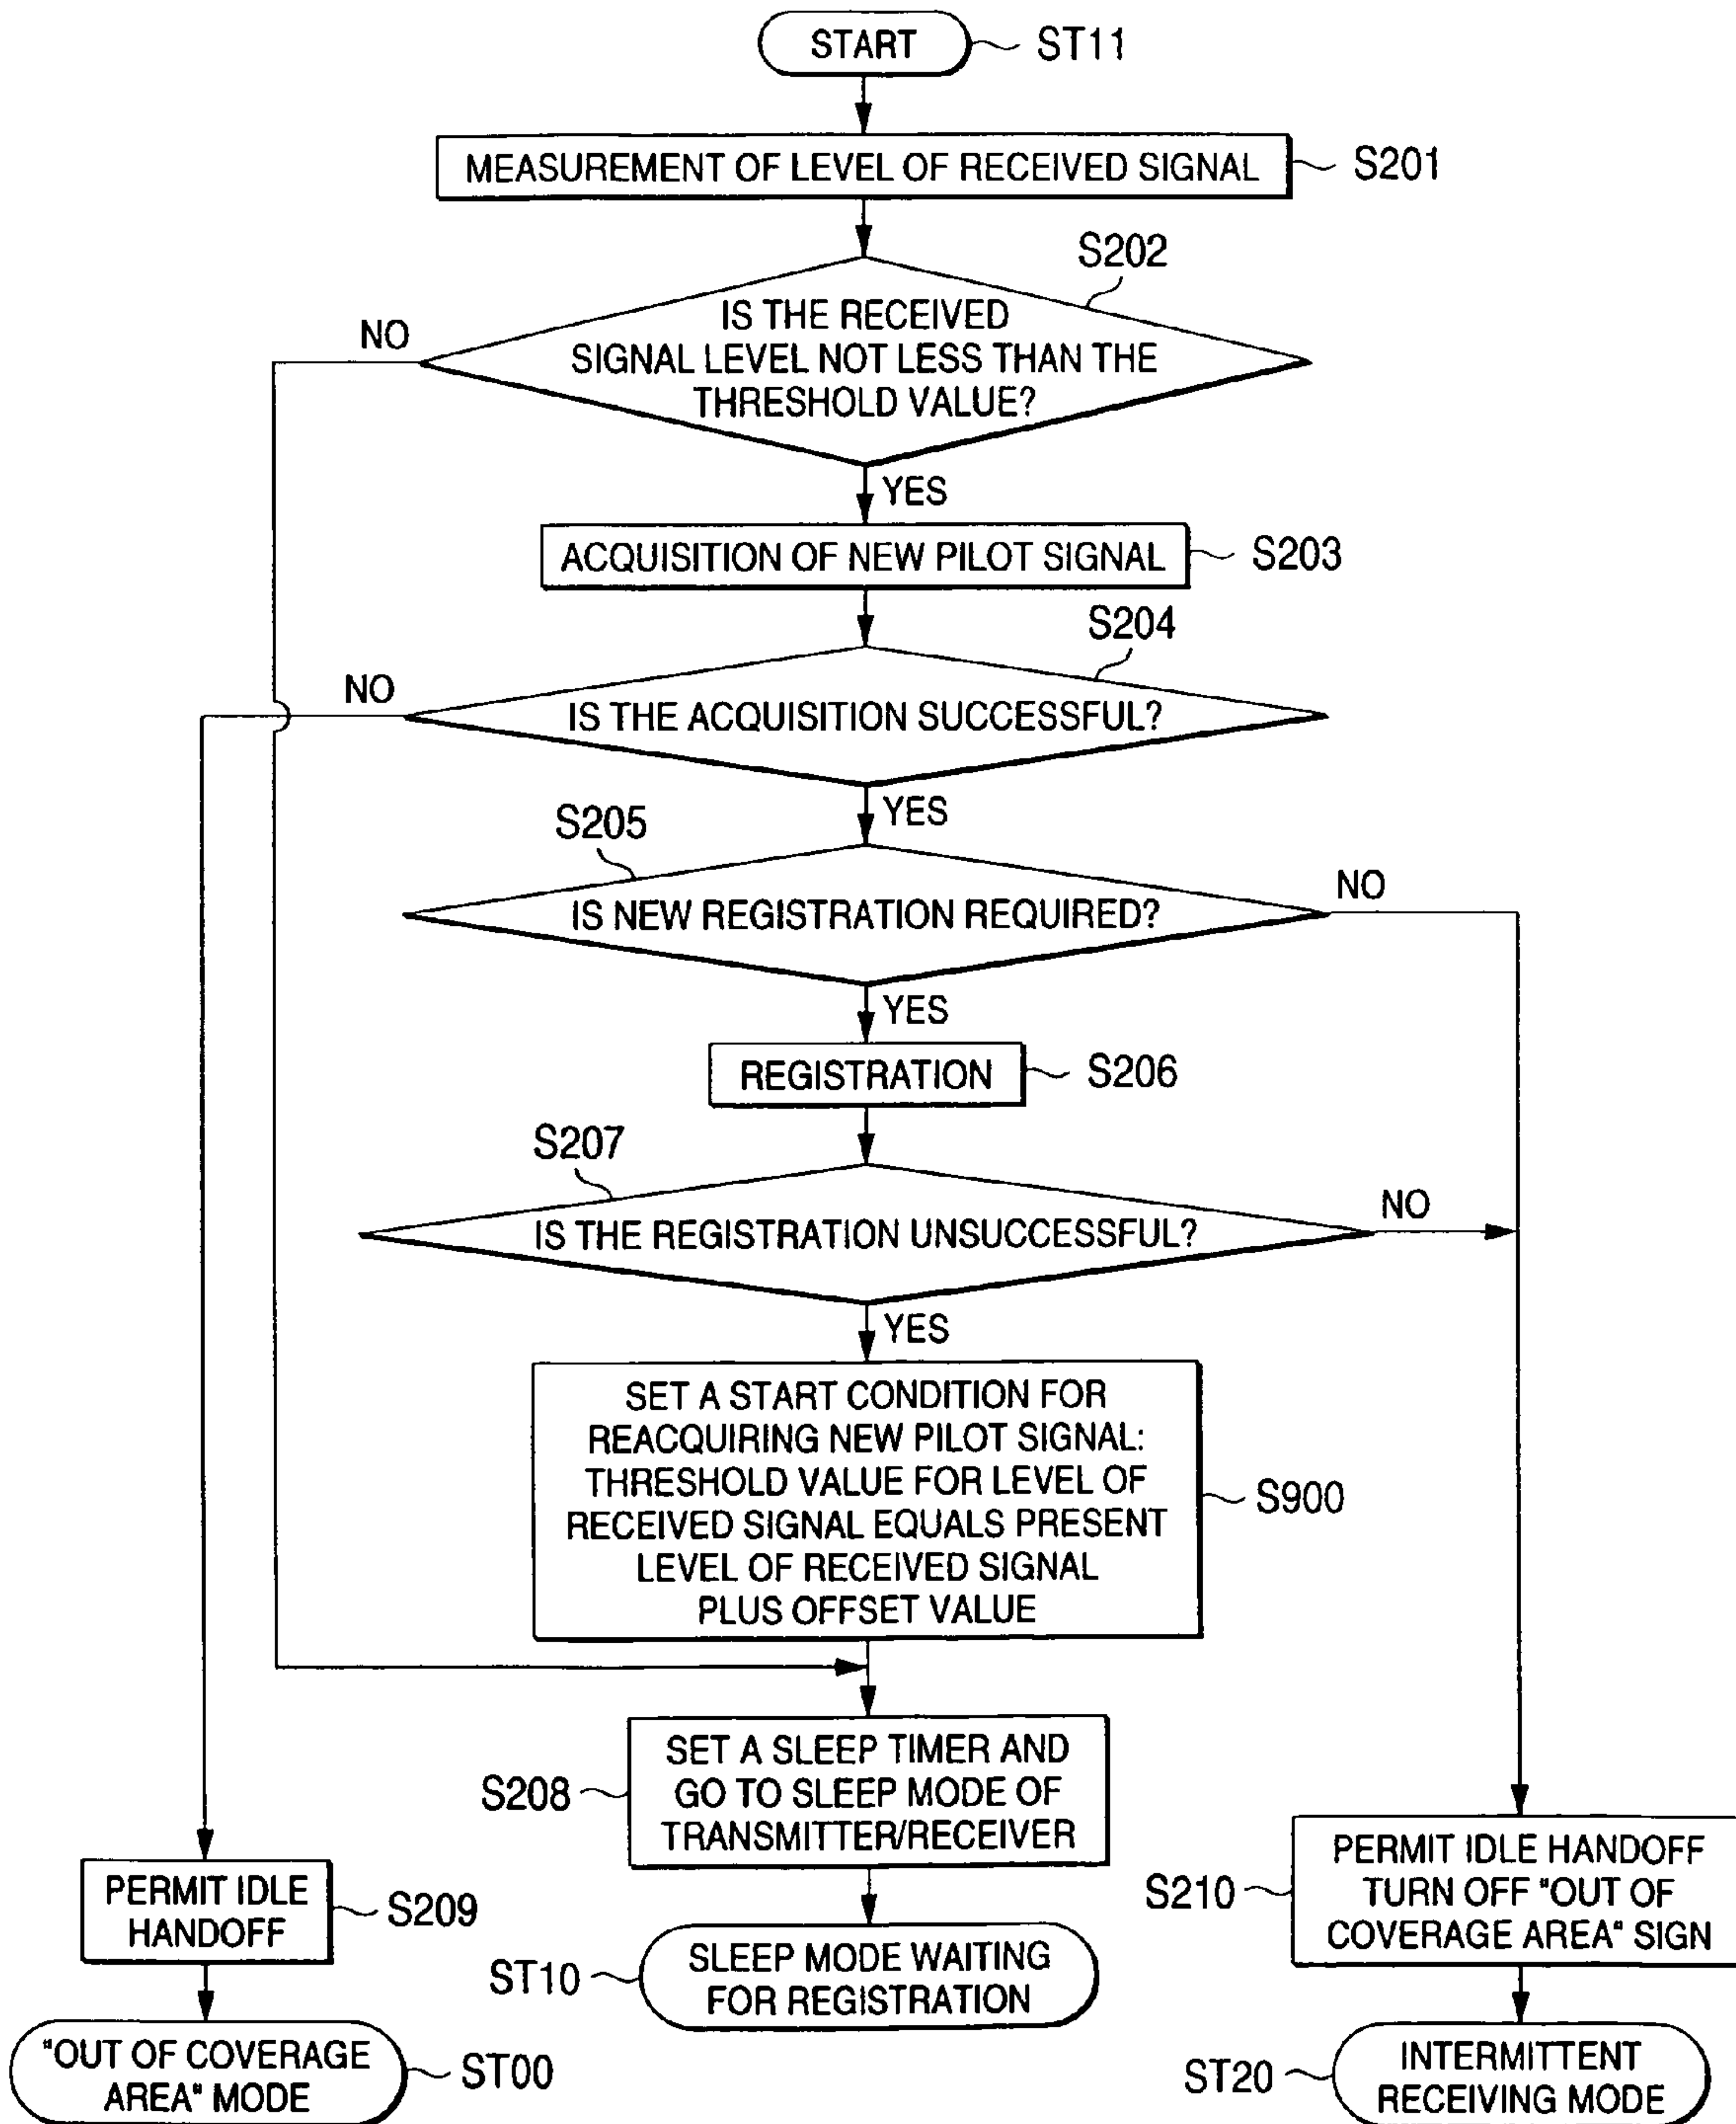 START
ST11
MEASUREMENT OF LEVEL OF RECEIVED SIGNAL
S201
S202
IS THE RECEIVED
SIGNAL LEVEL NOT LESS THAN THE
THRESHOLD VALUE?
NO
YES
ACQUISITION OF NEW PILOT SIGNAL
S203
S204
NO
IS THE ACQUISITION SUCCESSFUL?
YES
S205
IS NEW REGISTRATION REQUIRED?
NO
YES
REGISTRATION
S206
S207
IS THE REGISTRATION UNSUCCESSFUL?
NO
YES
SET A START CONDITION FOR
REACQUIRING NEW PILOT SIGNAL:
THRESHOLD VALUE FOR LEVEL OF
RECEIVED SIGNAL EQUALS PRESENT
LEVEL OF RECEIVED SIGNAL
PLUS OFFSET VALUE
S900
S208
SET A SLEEP TIMER AND
GO TO SLEEP MODE OF
TRANSMITTER/RECEIVER
PERMIT IDLE
HANDOFF
S209
S210
PERMIT IDLE HANDOFF
TURN OFF "OUT OF
COVERAGE AREA" SIGN
ST10
SLEEP MODE WAITING
FOR REGISTRATION
"OUT OF COVERAGE
AREA" MODE
ST00
ST20
INTERMITTENT
RECEIVING MODE